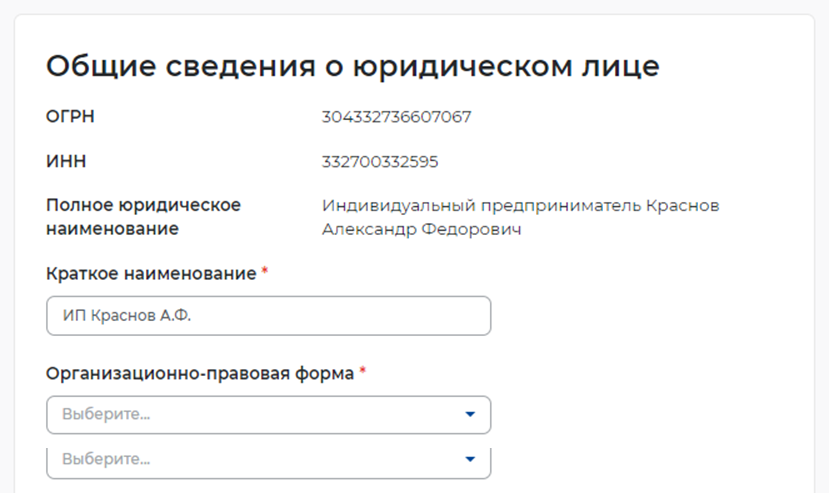 Общие сведения о юридическом лице
ОГРН 304332736607067
ИНН 332700332595
Полное юридическое Индивидуальный предприниматель Краснов
наименование Александр Федорович
Краткое наименование *
ИП Краснов А.Ф.
Организационно-правовая форма *
Выберите...
Выберите...